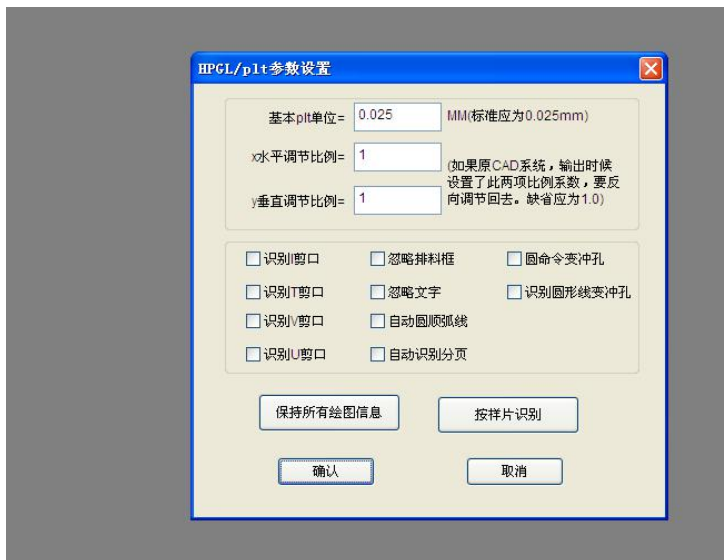 HPGL/plt参数设置
基本plt单位= 0.025 MM(标准应为0.025mm)
x水平调节比例= 1
(如果原CAD系统，输出时候
设置了此两项比例系数，要反
向调节回去。缺省应为1.0)
y垂直调节比例= 1
识别I剪口 忽略排料框 圆命令变冲孔
识别T剪口 忽略文字 识别圆形线变冲孔
识别V剪口 自动圆顺弧线
识别U剪口 自动识别分页
保持所有绘图信息 按样片识别
确认 取消